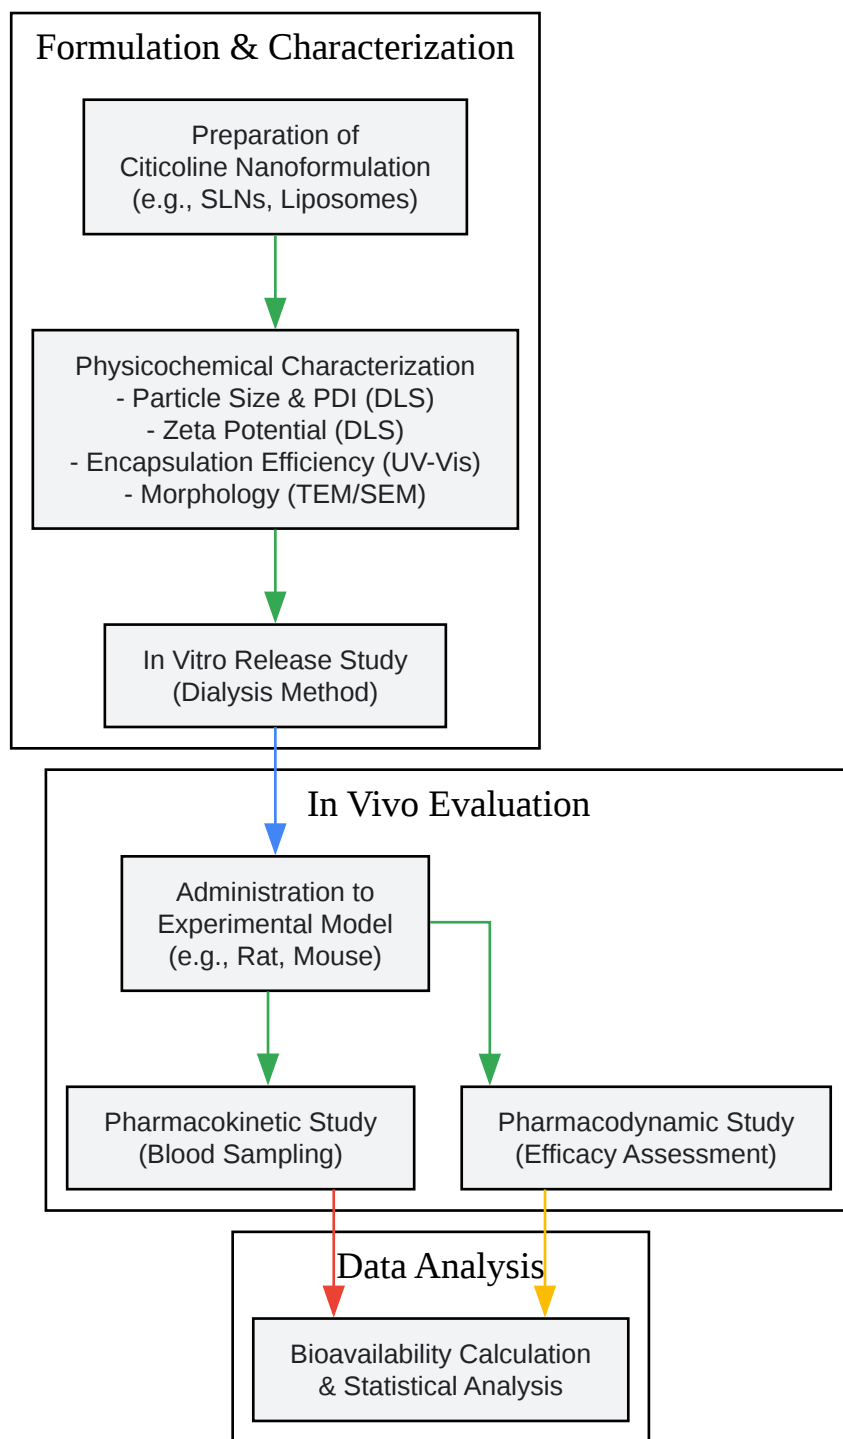 Formulation & Characterization
Preparation of
Citicoline Nanoformulation
(e.g., SLNs, Liposomes)
Physicochemical Characterization
- Particle Size & PDI (DLS)
- Zeta Potential (DLS)
- Encapsulation Efficiency (UV-Vis)
- Morphology (TEM/SEM)
In Vitro Release Study
(Dialysis Method)
In Vivo Evaluation
Administration to
Experimental Model
(e.g., Rat, Mouse)
Pharmacokinetic Study
(Blood Sampling)
Pharmacodynamic Study
(Efficacy Assessment)
Data Analysis
Bioavailability Calculation
& Statistical Analysis